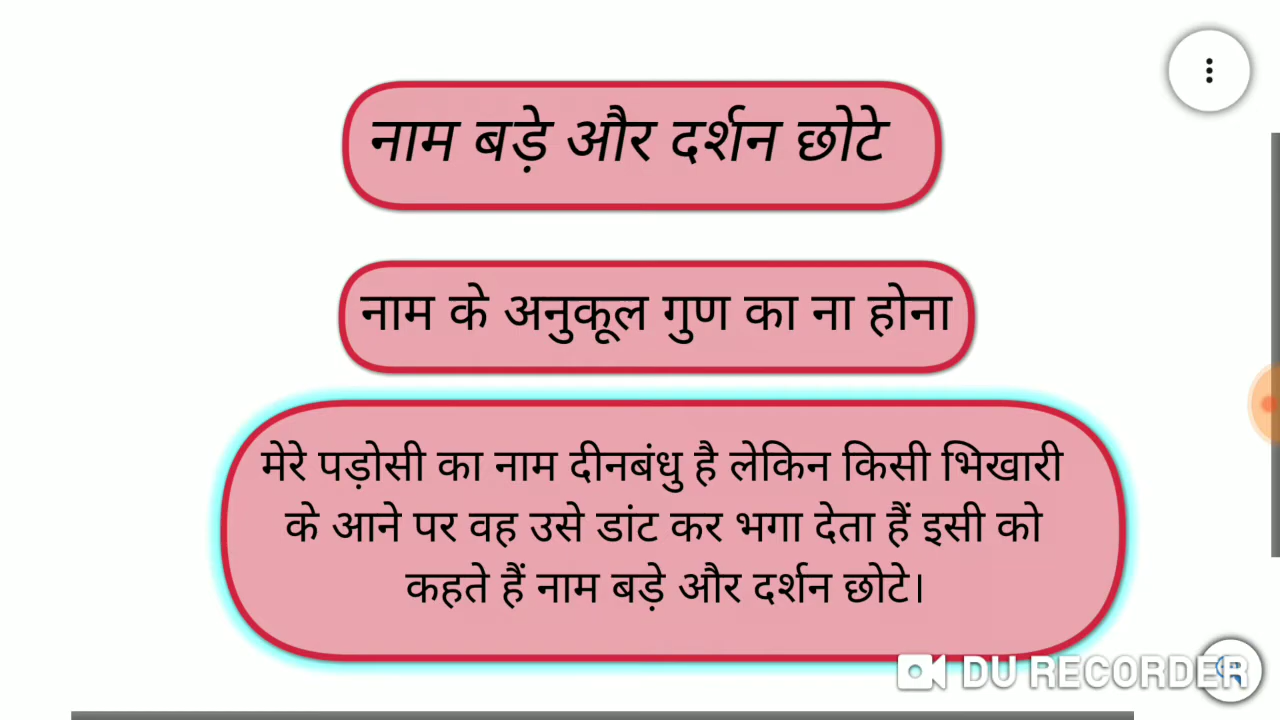 नाम बड़े और दर्शन छोटे
नाम के अनुकूल गुण का ना होना
मेरे पड़ोसी का नाम दीनबंधु है लेकिन किसी भिखारी
के आने पर वह उसे डांट कर भगा देता हैं इसी को
कहते हैं नाम बड़े और दर्शन छोटे।
DU RECORDER